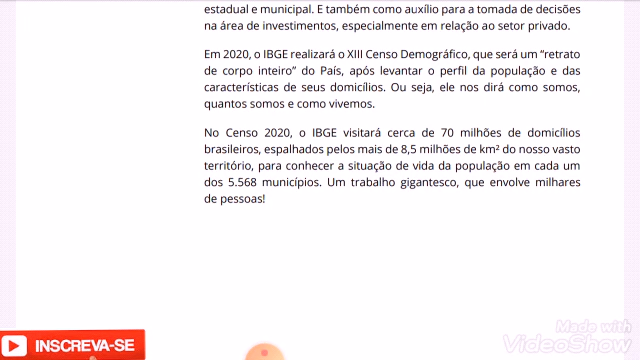 estadual e municipal. E também como auxílio para a tomada de decisões
na área de investimentos, especialmente em relação ao setor privado.
Em 2020, o IBGE realizará o XIII Censo Demográfico, que será um “retrato
de corpo inteiro” do País, após levantar o perfil da população e das
características de seus domicílios. Ou seja, ele nos dirá como somos,
quantos somos e como vivemos.
No Censo 2020, o IBGE visitará cerca de 70 milhões de domicílios
brasileiros, espalhados pelos mais de 8,5 milhões de km² do nosso vasto
território, para conhecer a situação de vida da população em cada um
dos 5.568 municípios. Um trabalho gigantesco, que envolve milhares
de pessoas!
INSCREVA-SE
Made with
VideoShow